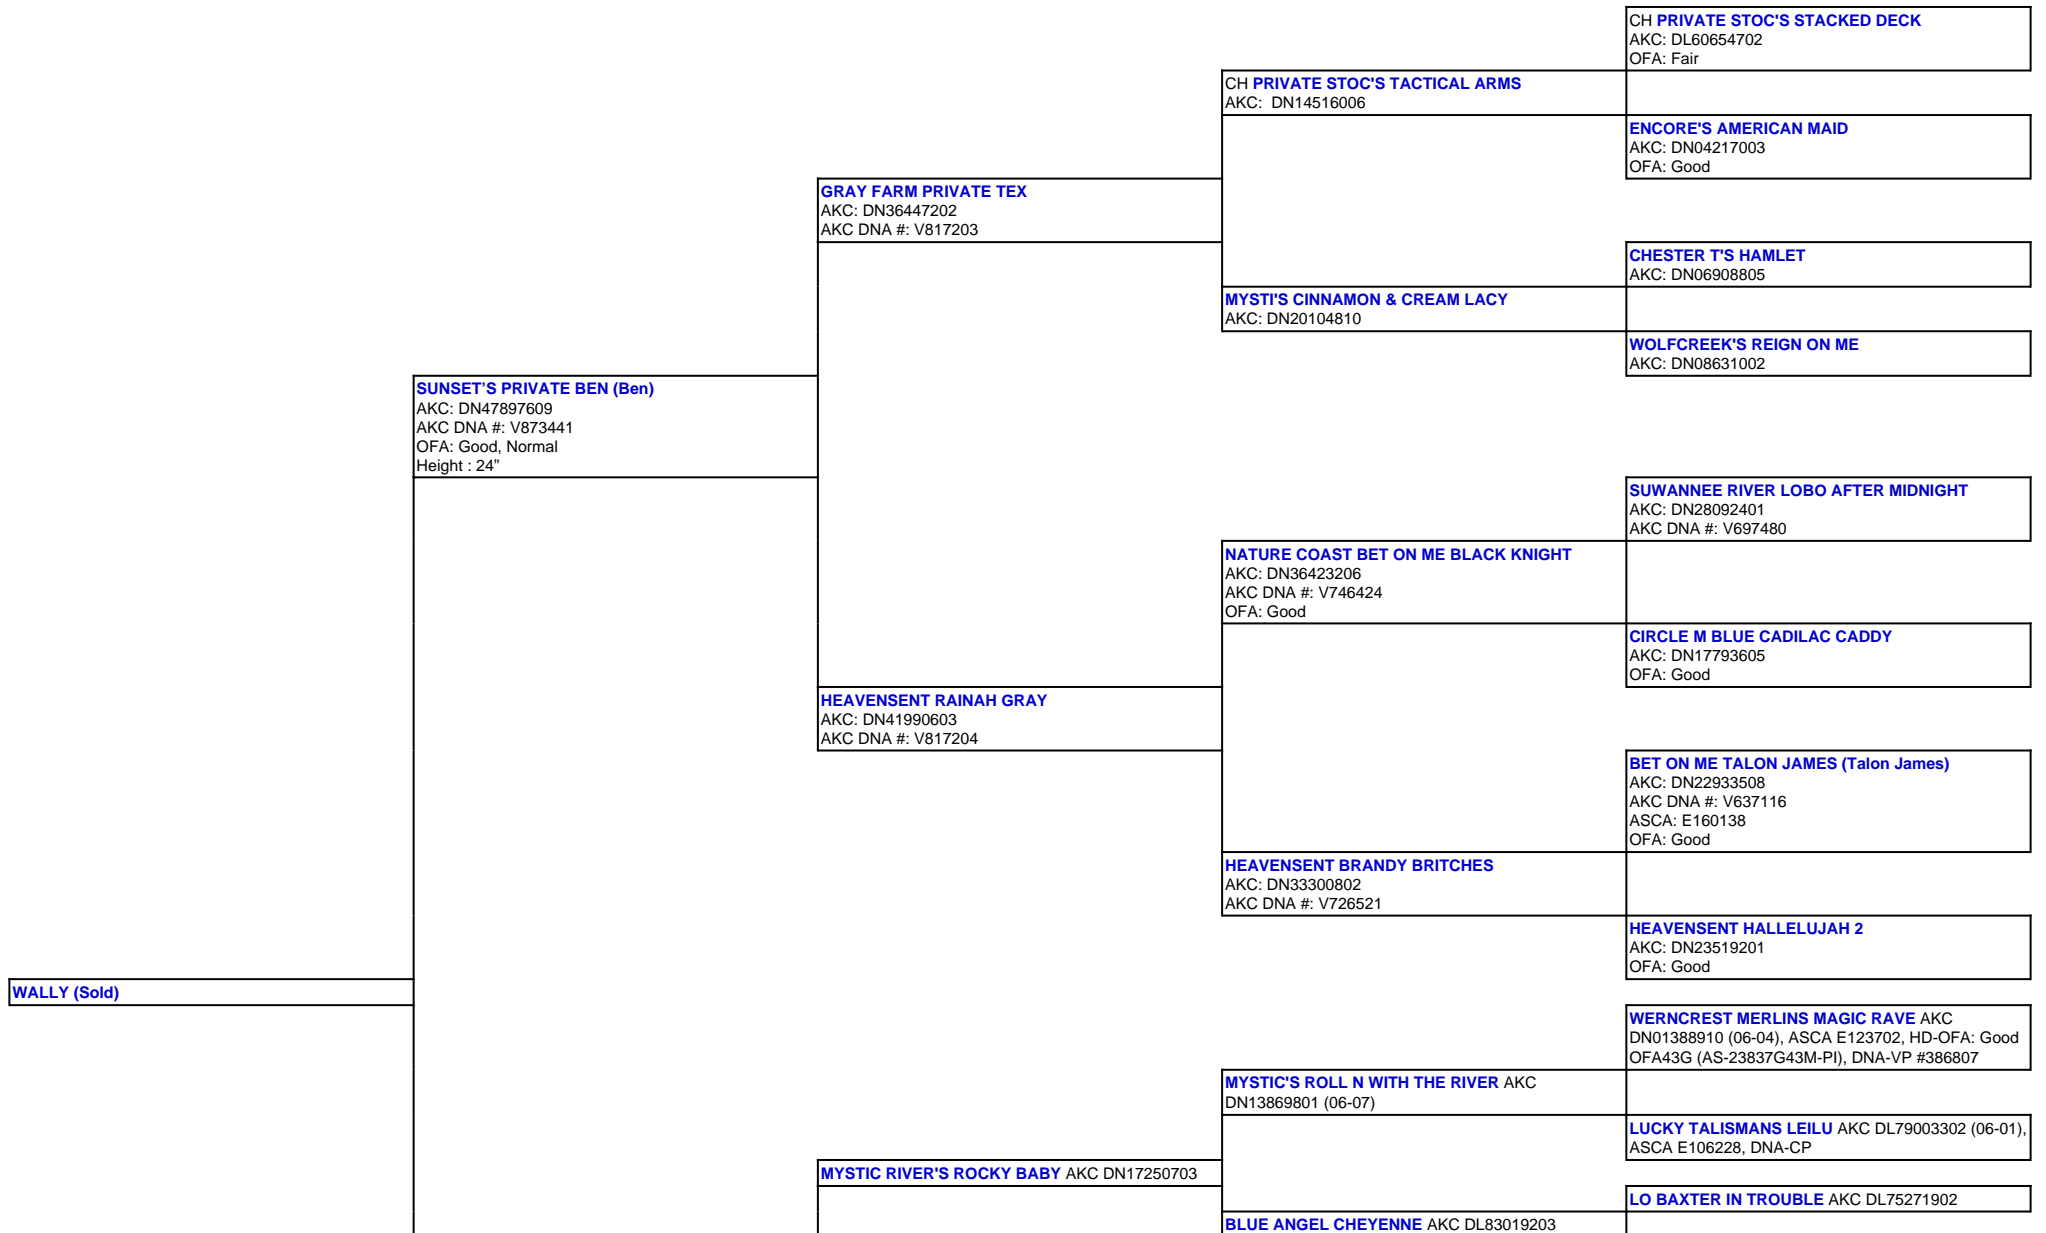 CH PRIVATE STOC'S STACKED DECK
AKC: DL60654702
OFA: Fair
CH PRIVATE STOC'S TACTICAL ARMS
AKC:  DN14516006
ENCORE'S AMERICAN MAID
AKC: DN04217003
OFA: Good
GRAY FARM PRIVATE TEX
AKC: DN36447202
AKC DNA #: V817203
CHESTER T'S HAMLET
AKC: DN06908805
MYSTI'S CINNAMON & CREAM LACY
AKC: DN20104810
WOLFCREEK'S REIGN ON ME
AKC: DN08631002
SUNSET’S PRIVATE BEN (Ben)
AKC: DN47897609
AKC DNA #: V873441
OFA: Good, Normal
Height : 24”
SUWANNEE RIVER LOBO AFTER MIDNIGHT
AKC: DN28092401
AKC DNA #: V697480
NATURE COAST BET ON ME BLACK KNIGHT
AKC: DN36423206
AKC DNA #: V746424
OFA: Good
CIRCLE M BLUE CADILAC CADDY
AKC: DN17793605
OFA: Good
HEAVENSENT RAINAH GRAY
AKC: DN41990603
AKC DNA #: V817204
BET ON ME TALON JAMES (Talon James)
AKC: DN22933508
AKC DNA #: V637116
ASCA: E160138
OFA: Good
HEAVENSENT BRANDY BRITCHES
AKC: DN33300802
AKC DNA #: V726521
HEAVENSENT HALLELUJAH 2
AKC: DN23519201
OFA: Good
WALLY (Sold)
WERNCREST MERLINS MAGIC RAVE AKC
DN01388910 (06-04), ASCA E123702, HD-OFA: Good
OFA43G (AS-23837G43M-PI), DNA-VP #386807
MYSTIC'S ROLL N WITH THE RIVER AKC
DN13869801 (06-07)
LUCKY TALISMANS LEILU AKC DL79003302 (06-01),
ASCA E106228, DNA-CP
MYSTIC RIVER'S ROCKY BABY AKC DN17250703
LO BAXTER IN TROUBLE AKC DL75271902
BLUE ANGEL CHEYENNE AKC DL83019203